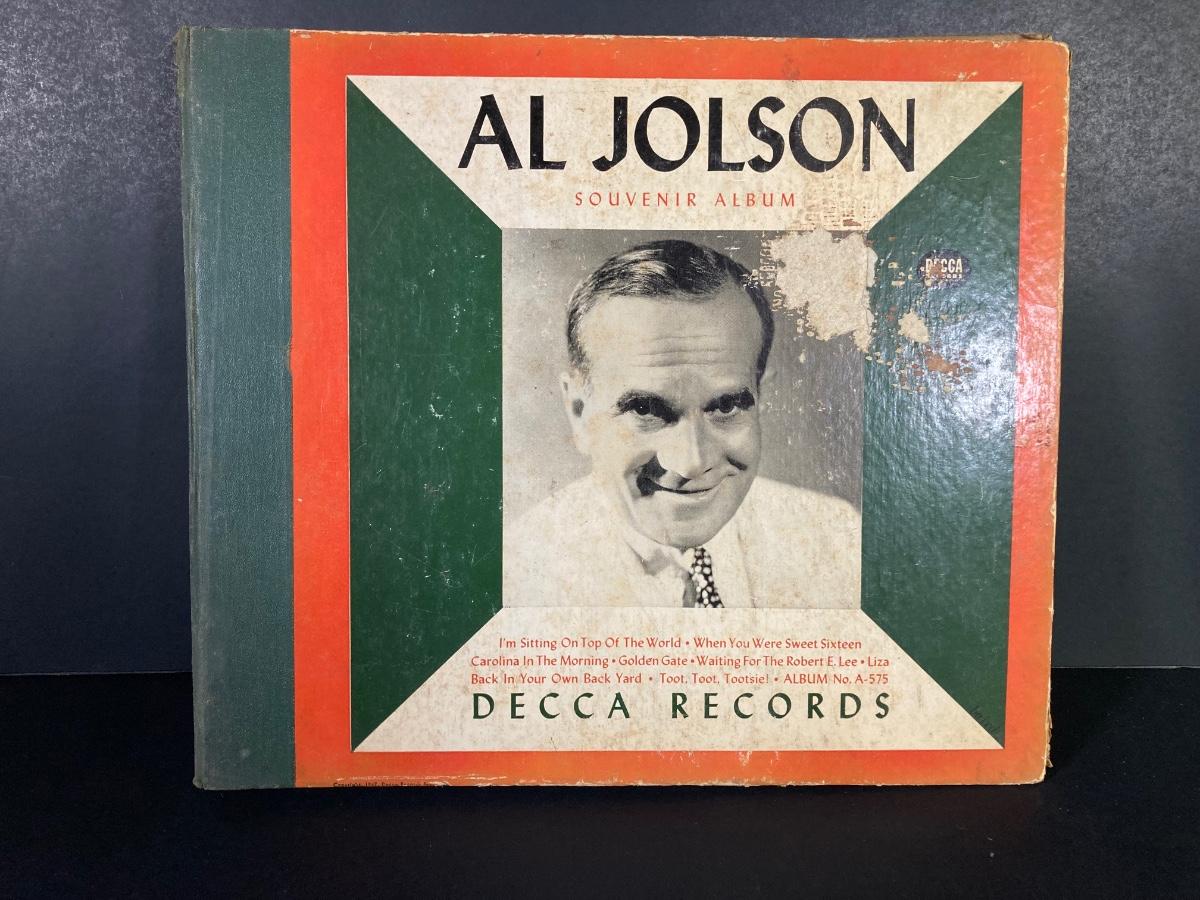 AL JOLSON
SOUVENIR ALBUM
DECCA
RECORDS
I'm Sitting On Top Of The World • When You Were Sweet Sixteen
Carolina In The Morning • Golden Gate • Waiting For The Robert E. Lee • Liza
Back In Your Own Back Yard • Toot, Toot, Tootsie! • ALBUM No. A-575
DECCA RECORDS